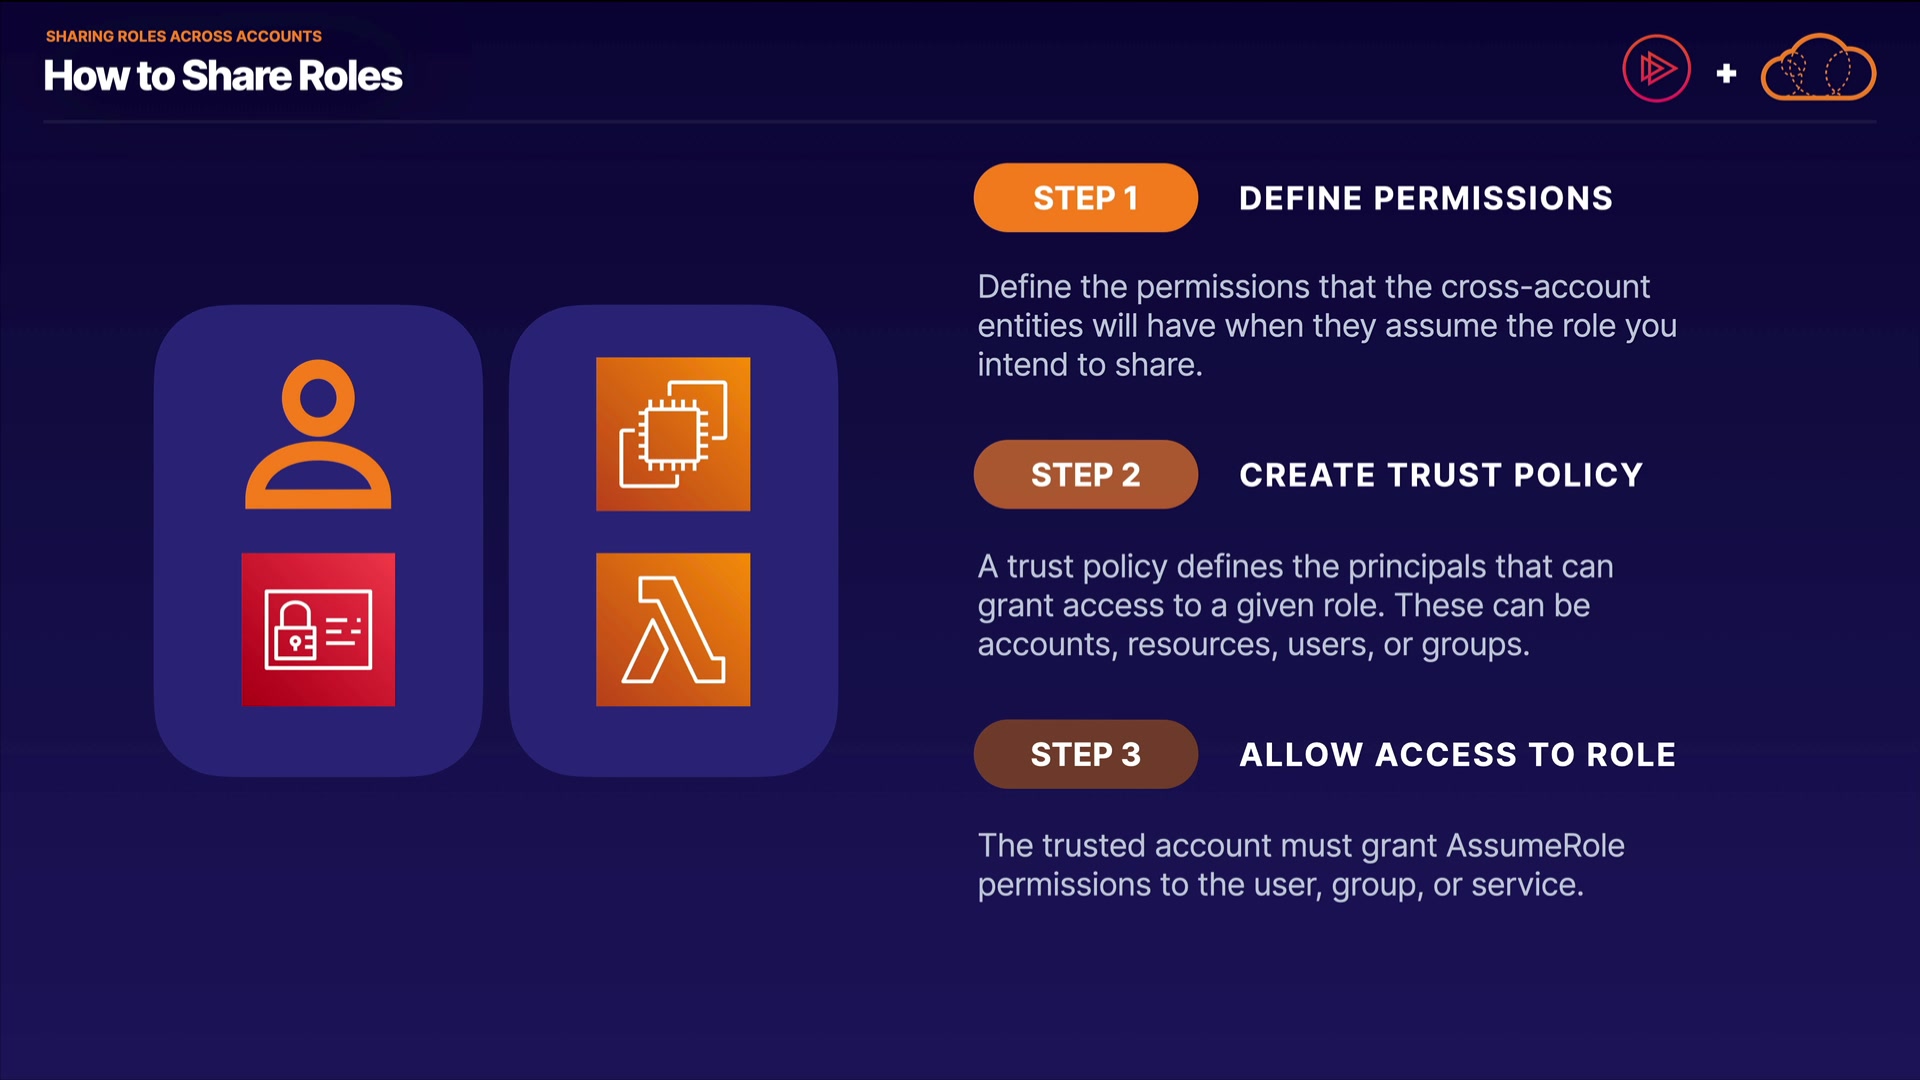 SHARING ROLES ACROSS ACCOUNTS
How to Share Roles
STEP 1
DEFINE PERMISSIONS
Define the permissions that the cross-account
entities will have when they assume the role you
intend to share.
STEP 2
CREATE TRUST POLICY
A trust policy defines the principals that can
grant access to a given role. These can be
accounts, resources, users, or groups.
STEP 3
ALLOW ACCESS TO ROLE
The trusted account must grant AssumeRole
permissions to the user, group, or service.